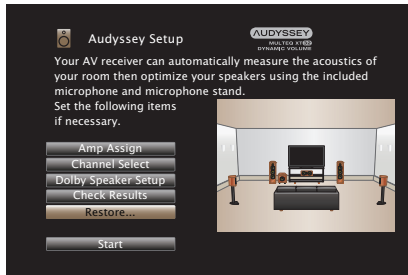 Audyssey Setup
AUDYSSEY
MULTEQ XT32
DYNAMIC VOLUME
Your AV receiver can automatically measure the acoustics of
your room then optimize your speakers using the included
microphone and microphone stand.
Set the following items
if necessary.
Amp Assign
Channel Select
Dolby Speaker Setup
Check Results
Restore...
Start